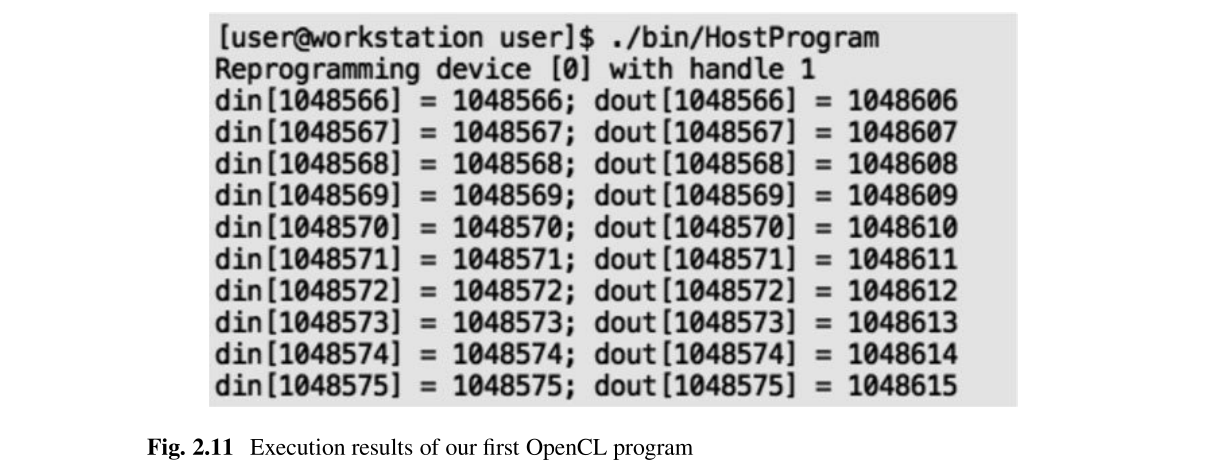 [user@workstation user]$ ./bin/HostProgram
Reprogramming device [0] with handle 1
din[1048566] = 1048566; dout[1048566] = 1048606
din[1048567] = 1048567; dout[1048567] = 1048607
din[1048568] = 1048568; dout[1048568] = 1048608
din[1048569] = 1048569; dout[1048569] = 1048609
din[1048570] = 1048570; dout[1048570] = 1048610
din[1048571] = 1048571; dout[1048571] = 1048611
din[1048572] = 1048572; dout[1048572] = 1048612
din[1048573] = 1048573; dout[1048573] = 1048613
din[1048574] = 1048574; dout[1048574] = 1048614
din[1048575] = 1048575; dout[1048575] = 1048615
Fig. 2.11 Execution results of our first OpenCL program